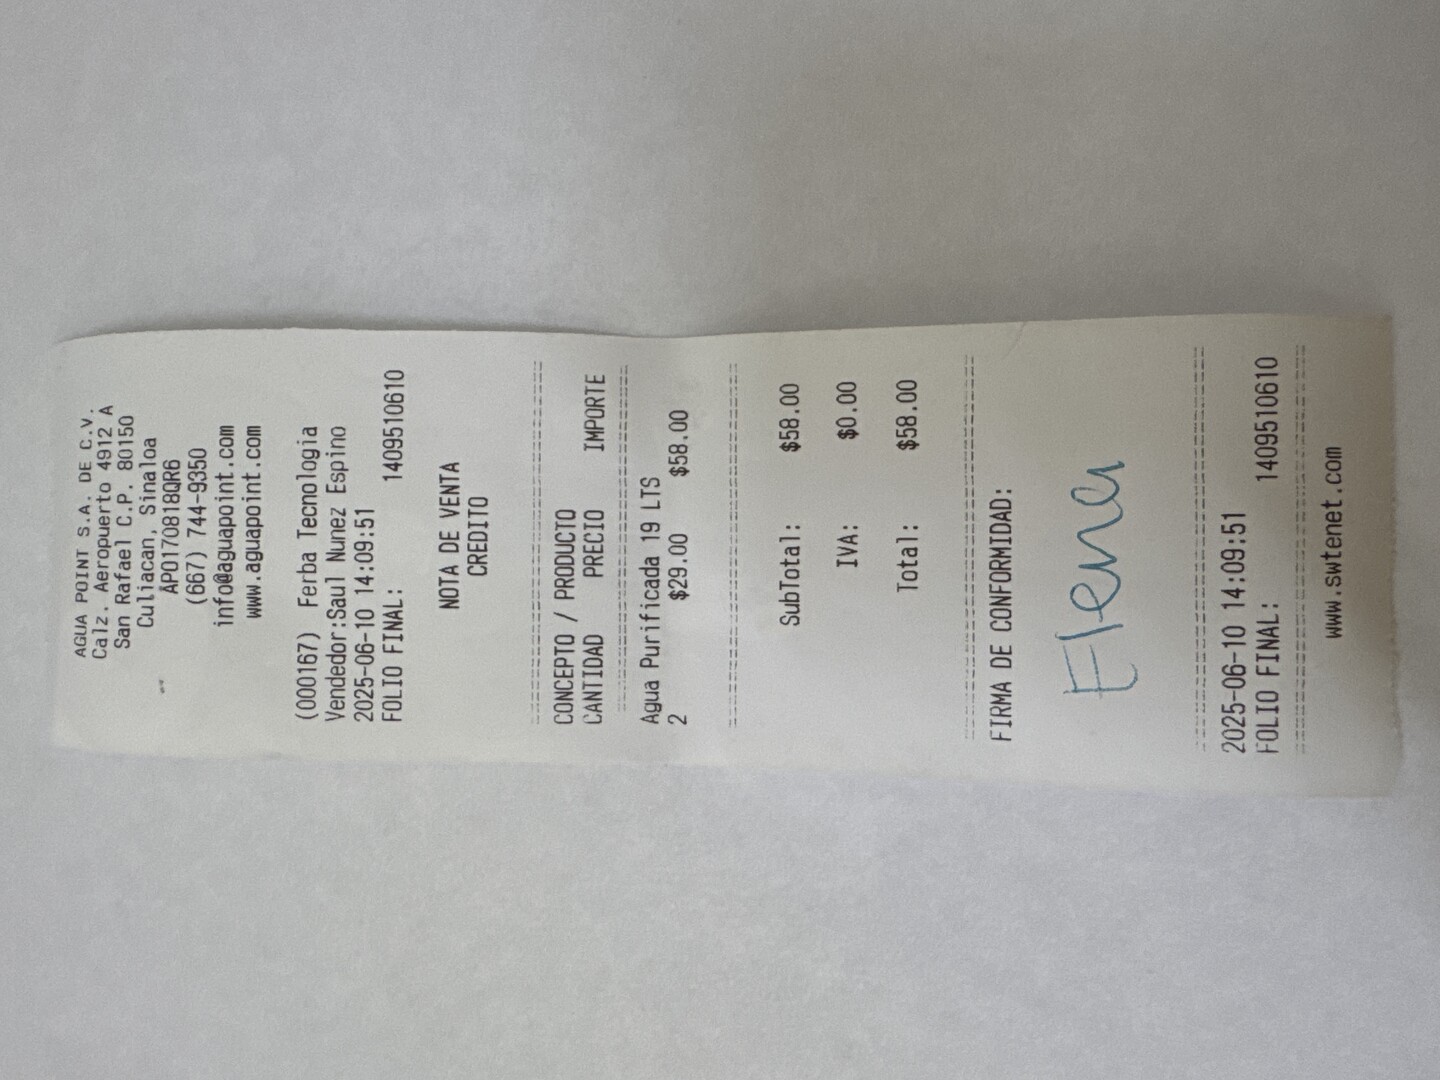 AGUA POINT S.A. DE C.V.
Calz. Aeropuerto 4912 A
San Rafael C.P. 80150
Culiacan, Sinaloa
APO170818QR6
(667) 744-9350
info@aguapoint.com
www.aguapoint.com
(000167) Ferba Tecnologia
Vendedor:Saul Nunez Espino
2025-06-10 14:09:51
FOLIO FINAL: 1409510610
NOTA DE VENTA
CREDITO
CONCEPTO / PRODUCTO
CANTIDAD PRECIO IMPORTE
Agua Purificada 19 LTS
2 $29.00 $58.00
SubTotal: $58.00
IVA: $0.00
Total: $58.00
FIRMA DE CONFORMIDAD:
Elena
2025-06-10 14:09:51
FOLIO FINAL: 1409510610
www.swtenet.com